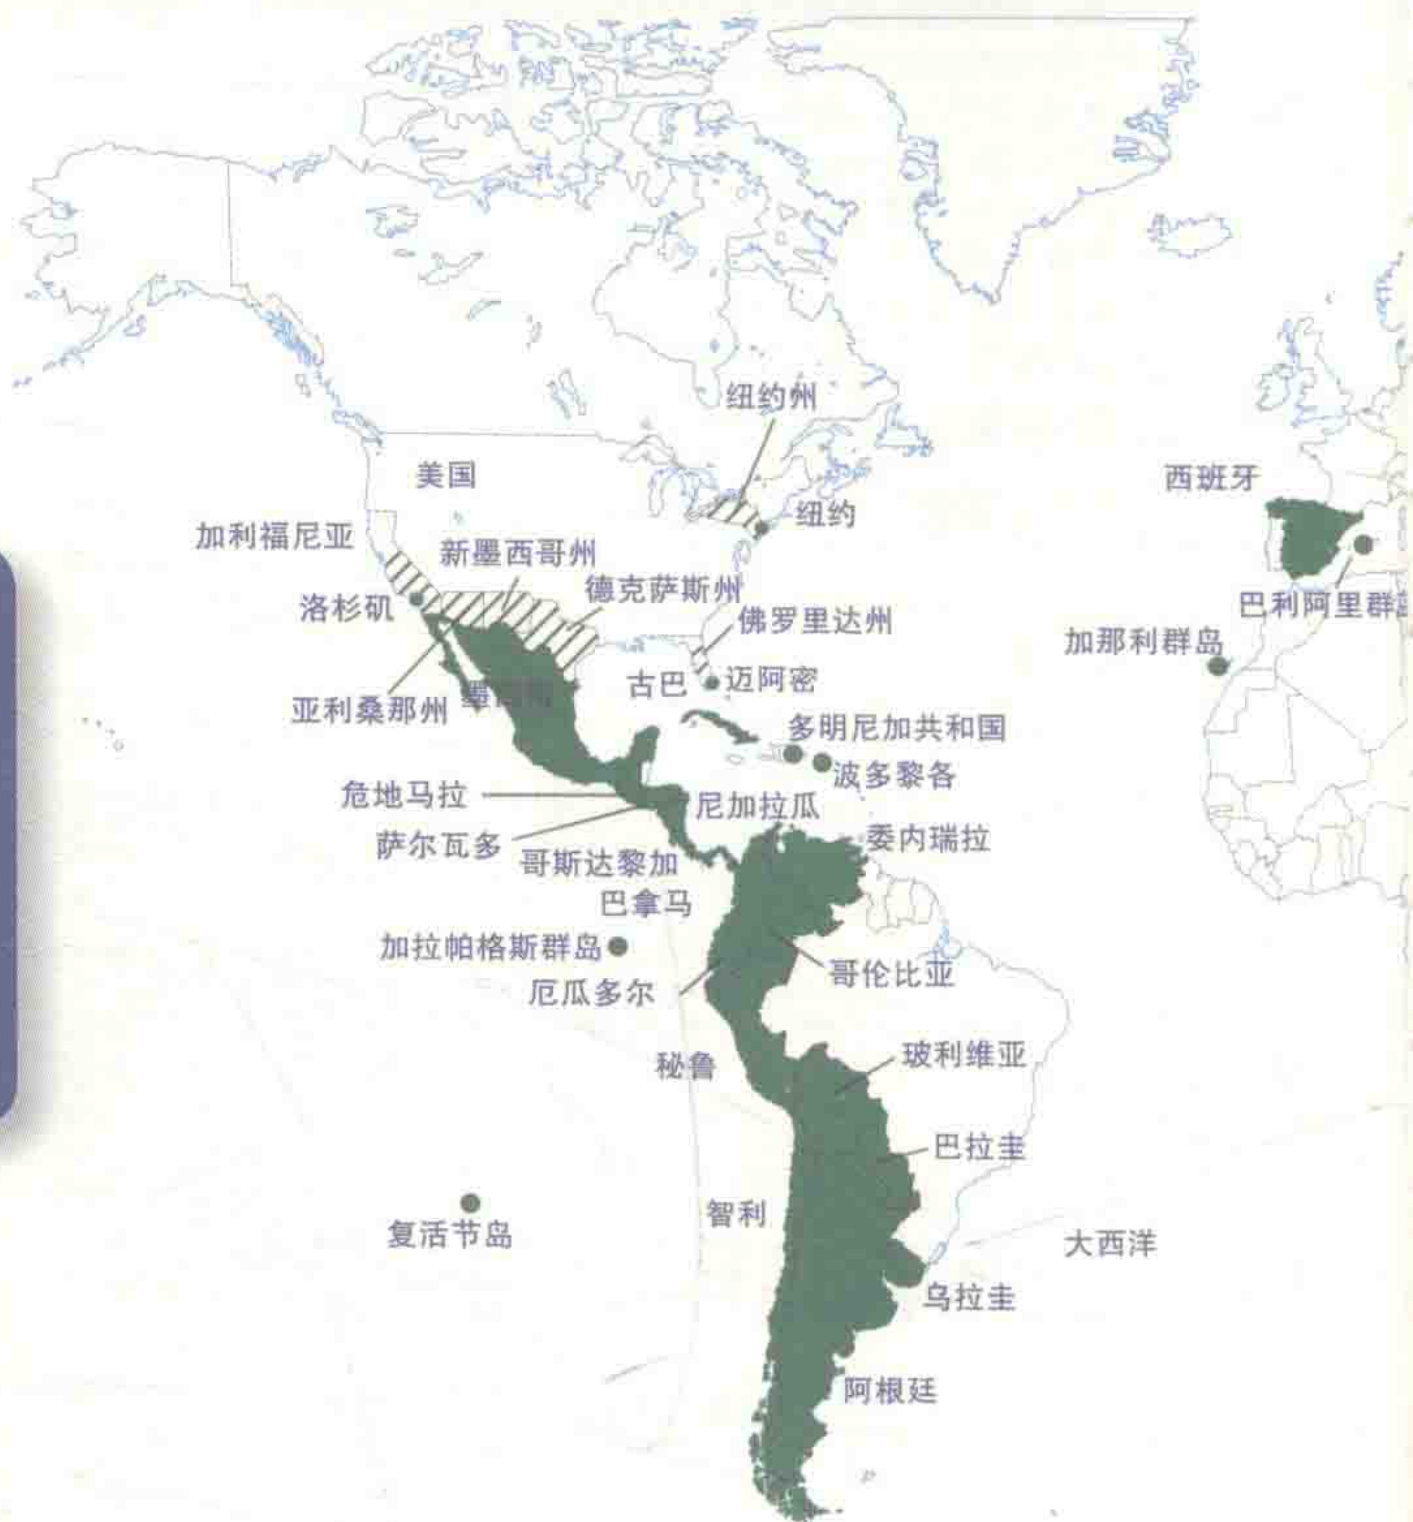 纽约州
美国
西班牙
纽约
加利福尼亚
新墨西哥州
德克萨斯州
洛杉矶
巴利阿里群
佛罗里达州
加那利群岛
古巴
迈阿密
亚利桑那州
多明尼加共和国
波多黎各
危地马拉
尼加拉瓜
萨尔瓦多
委内瑞拉
哥斯达黎加
巴拿马
加拉帕格斯群岛
哥伦比亚
厄瓜多尔
玻利维亚
秘鲁
巴拉圭
智利
复活节岛
大西洋
乌拉圭
阿根廷